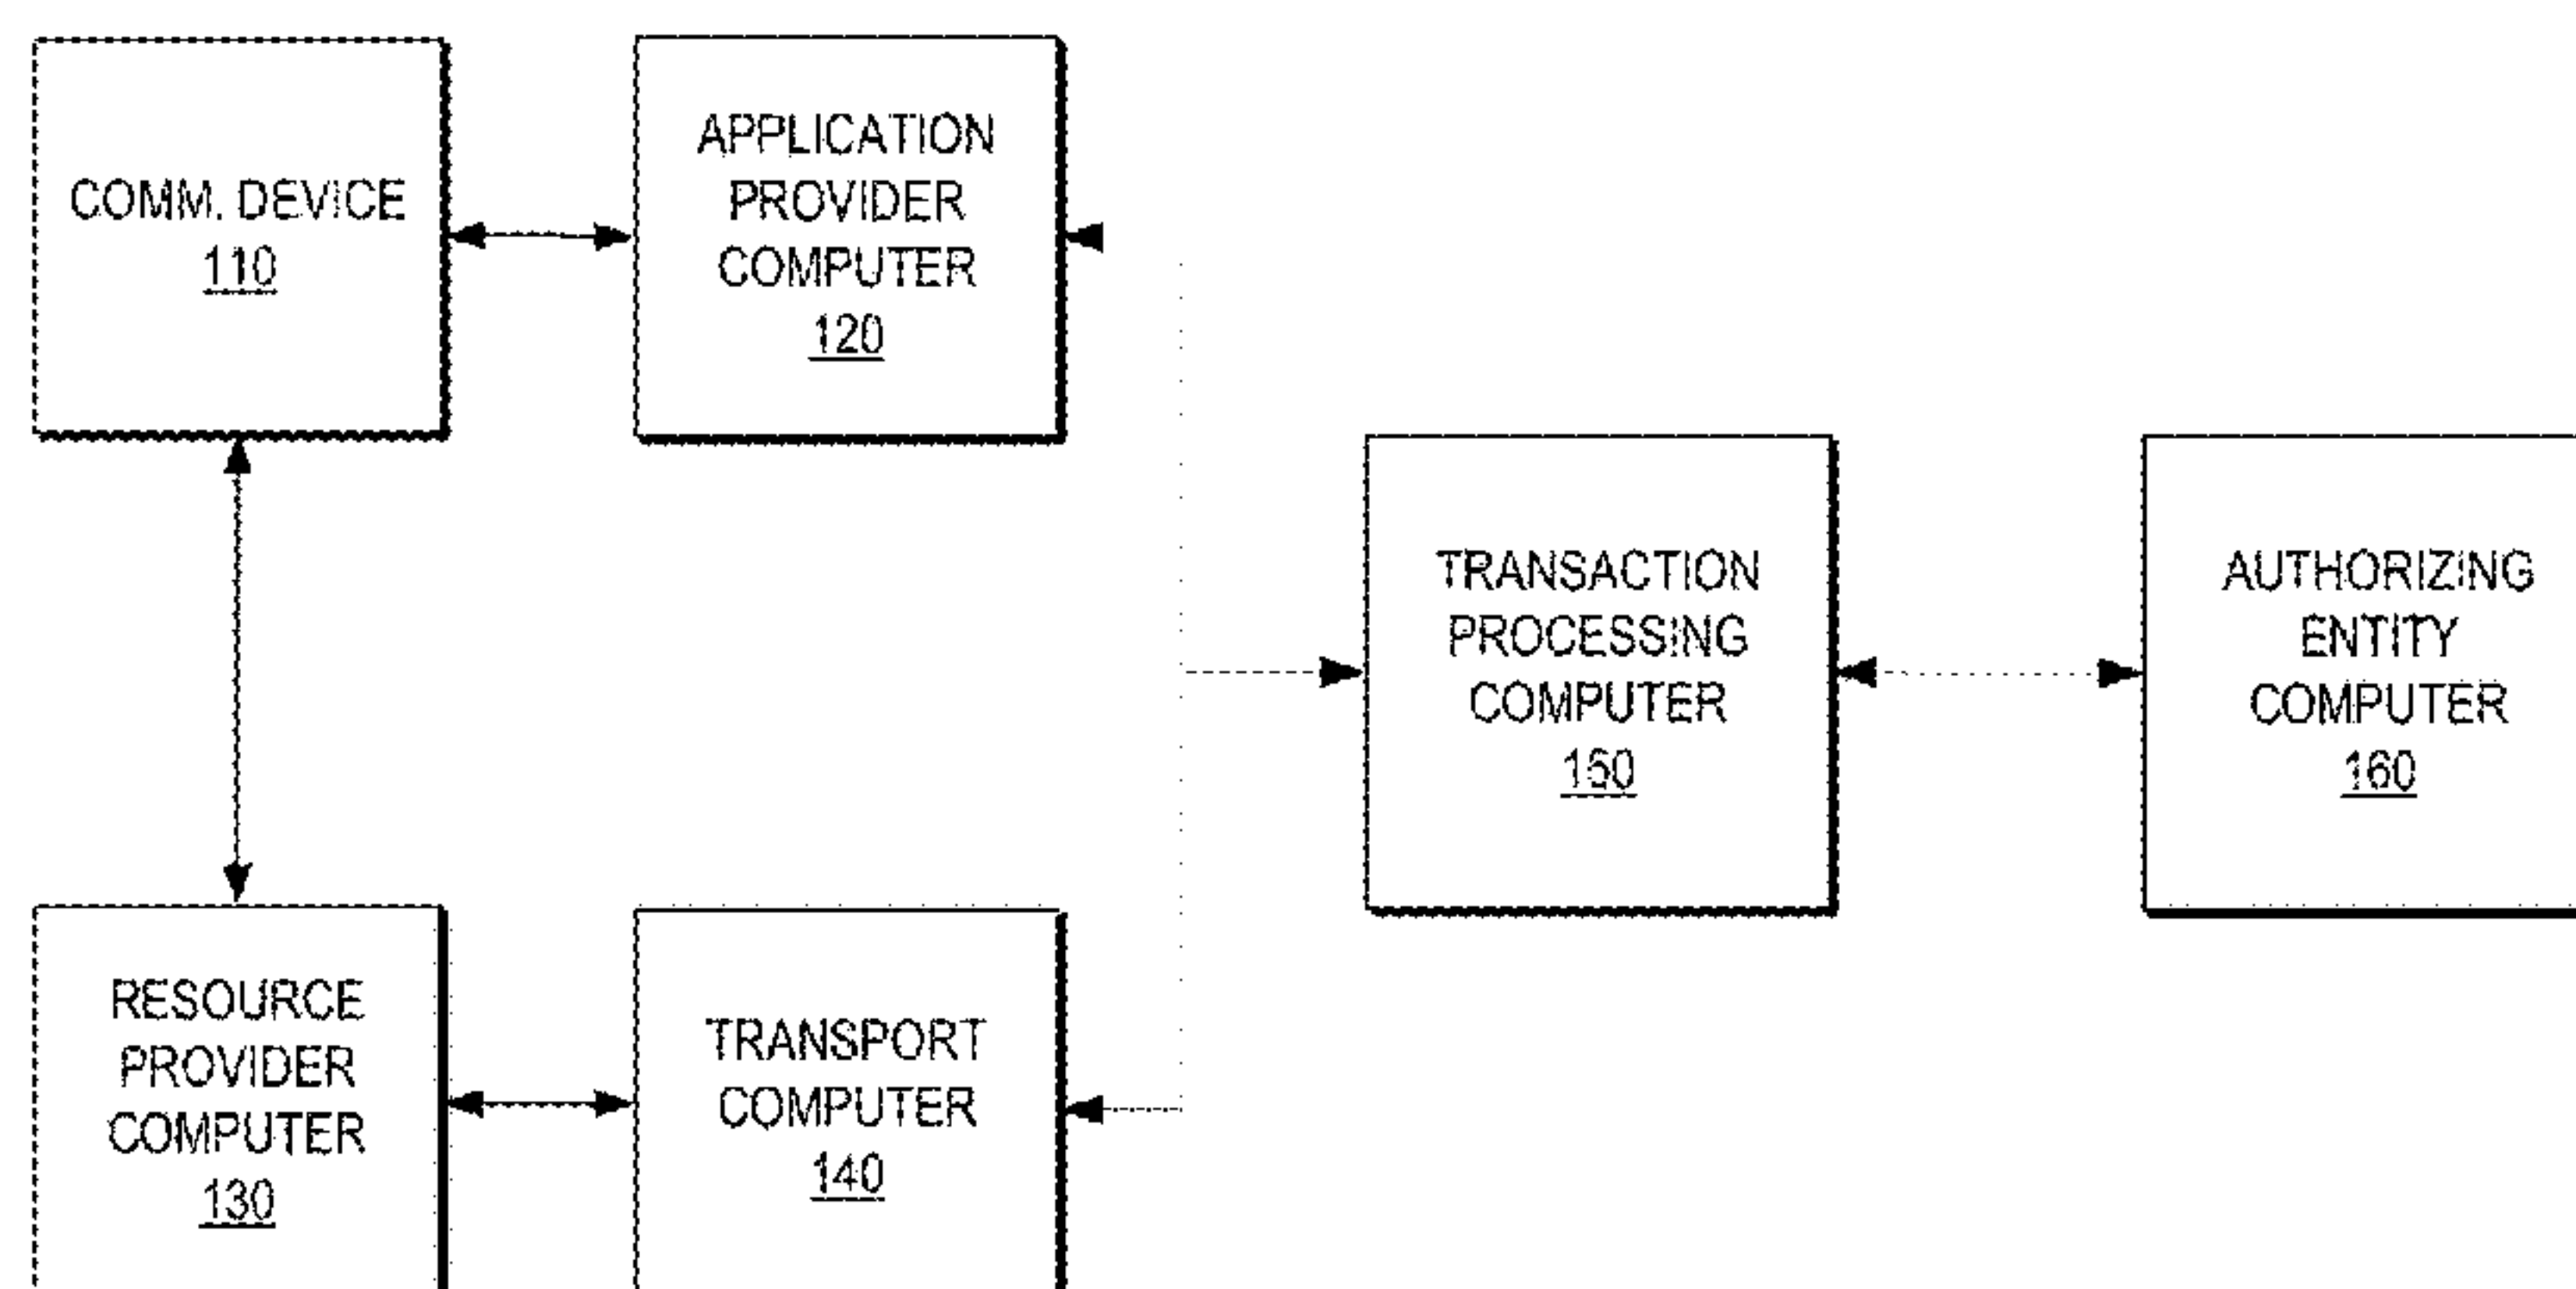 COMM. DEVICE
110
APPLICATION
PROVIDER
COMPUTER
120
TRANSACTION
PROCESSING
COMPUTER
150
AUTHORIZING
ENTITY
COMPUTER
160
RESOURCE
PROVIDER
COMPUTER
130
TRANSPORT
COMPUTER
140